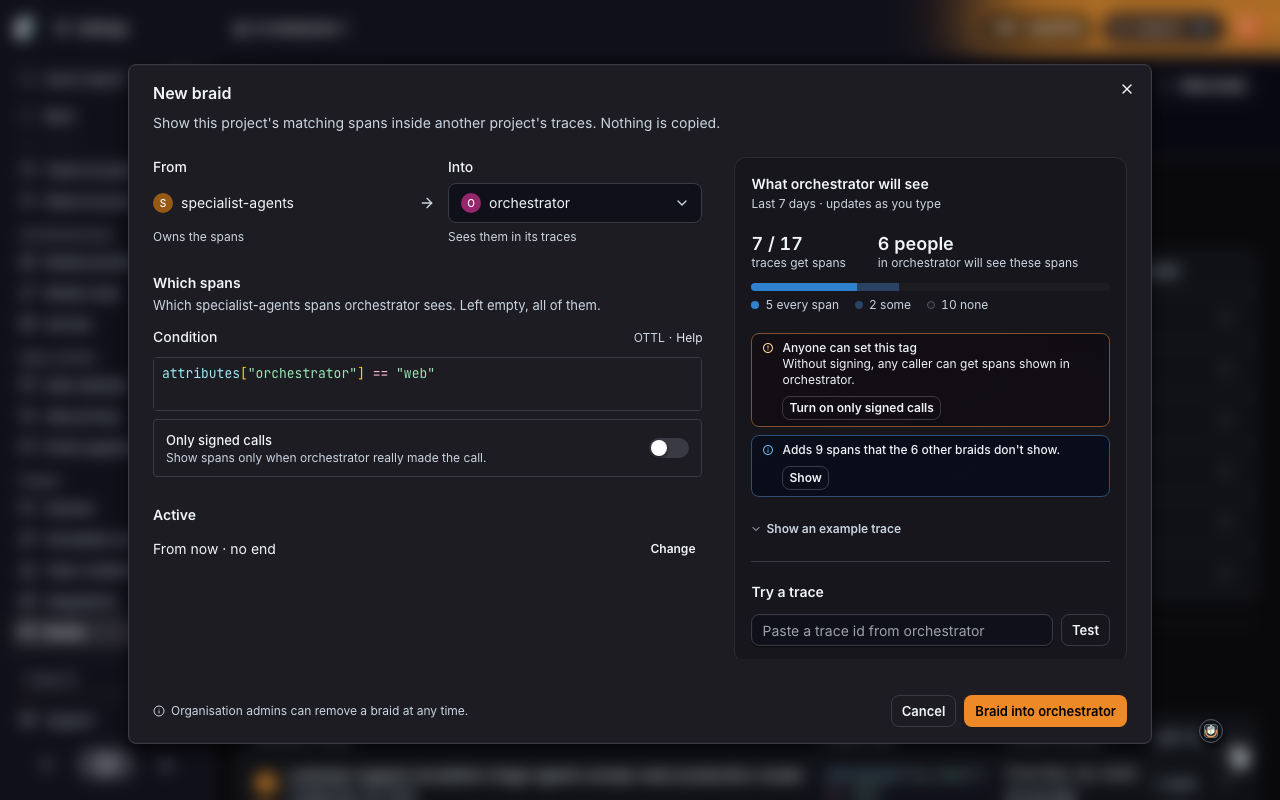 New braid
Show this project's matching spans inside another project's traces. Nothing is copied.
From
Into
S specialist-agents
O orchestrator
Owns the spans
Sees them in its traces
Which spans
Which specialist-agents spans orchestrator sees. Left empty, all of them.
Condition
OTTL · Help
attributes["orchestrator"] == "web"
Only signed calls
Show spans only when orchestrator really made the call.
Active
From now · no end
Change
What orchestrator will see
Last 7 days · updates as you type
7 / 17
traces get spans
6 people
in orchestrator will see these spans
5 every span
2 some
10 none
Anyone can set this tag
Without signing, any caller can get spans shown in
orchestrator.
Turn on only signed calls
Adds 9 spans that the 6 other braids don't show.
Show
Show an example trace
Try a trace
Paste a trace id from orchestrator
Test
Organisation admins can remove a braid at any time.
Cancel
Braid into orchestrator